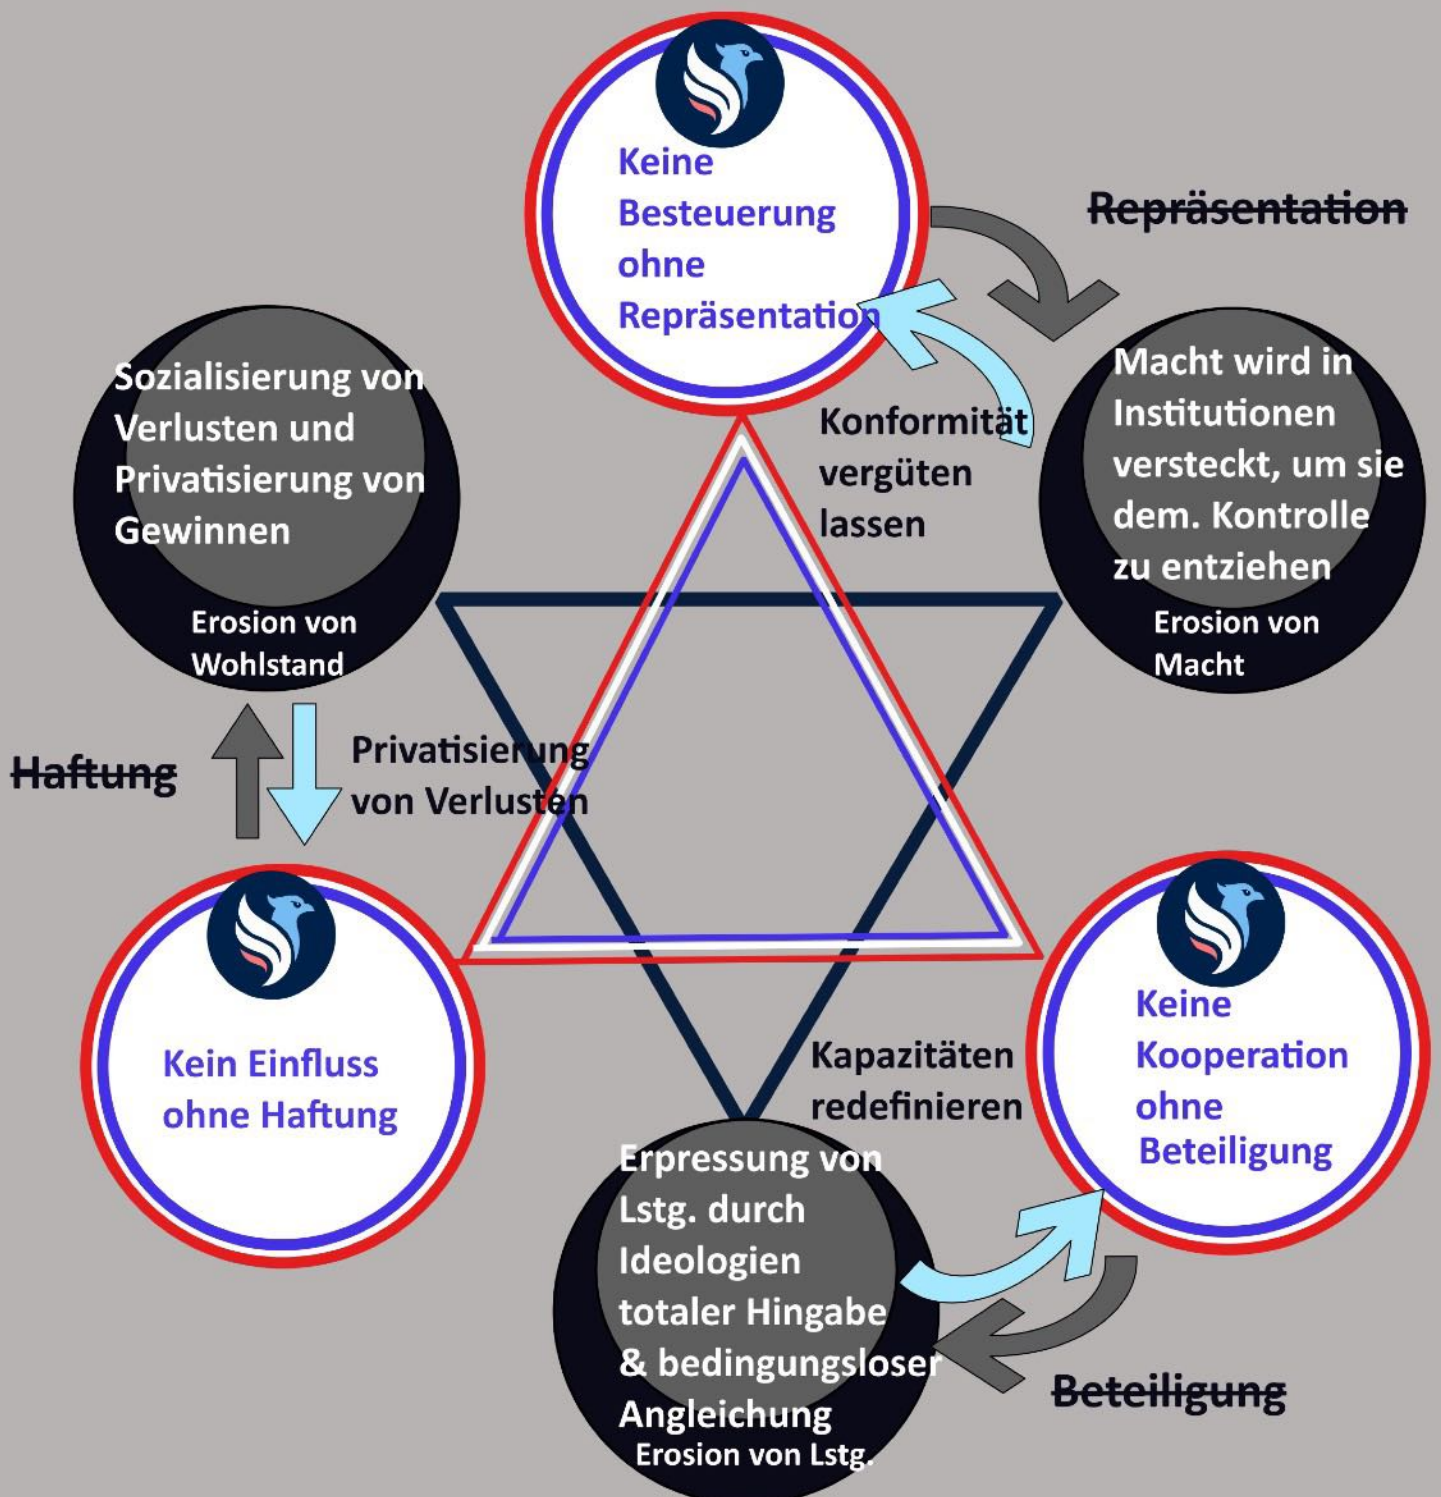 Keine
Besteuerung
ohne
Repräsentation
Repräsentation
Konformität
vergüten
lassen
Macht wird in
Institutionen
versteckt, um sie
dem. Kontrolle
zu entziehen
Erosion von
Macht
Sozialisierung von
Verlusten und
Privatisierung von
Gewinnen
Erosion von
Wohlstand
Haftung
Privatisierung
von Verlusten
Kein Einfluss
ohne Haftung
Keine
Kooperation
ohne
Beteiligung
Kapazitäten
redefinieren
Erpressung von
Lstg. durch
Ideologien
totaler Hingabe
& bedingungsloser
Angleichung
Erosion von Lstg.
Beteiligung